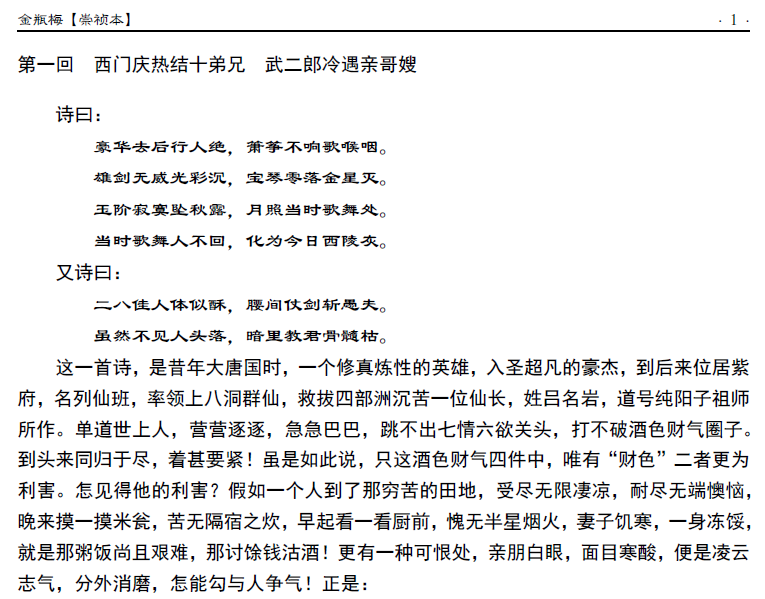 金瓶梅【崇祯本】 · 1 ·
第一回 西门庆热结十弟兄 武二郎冷遇亲哥嫂
诗曰：
豪华去后行人绝，箫筝不响歌喉咽。
雄剑无威光彩沉，宝琴零落金星灭。
玉阶寂寞坠秋露，月照当时歌舞处。
当时歌舞人不回，化为今日西陵灰。
又诗曰：
二八佳人体似酥，腰间仗剑斩愚夫。
虽然不见人头落，暗里教君骨髓枯。
这一首诗，是昔年大唐国时，一个修真炼性的英雄，入圣超凡的豪杰，到后来位居紫
府，名列仙班，率领上八洞群仙，救拔四部洲沉苦一位仙长，姓吕名岩，道号纯阳子祖师
所作。单道世上人，营营逐逐，急急巴巴，跳不出七情六欲关头，打不破酒色财气圈子。
到头来同归于尽，着甚要紧！虽是如此说，只这酒色财气四件中，唯有“财色”二者更为
利害。怎见得他的利害？假如一个人到了那穷苦的田地，受尽无限凄凉，耐尽无端懊恼，
晚来摸一摸米瓮，苦无隔宿之炊，早起看一看厨前，愧无半星烟火，妻子饥寒，一身冻馁，
就是那粥饭尚且艰难，那讨馀钱沽酒！更有一种可恨处，亲朋白眼，面目寒酸，便是凌云
志气，分外消磨，怎能勾与人争气！正是：